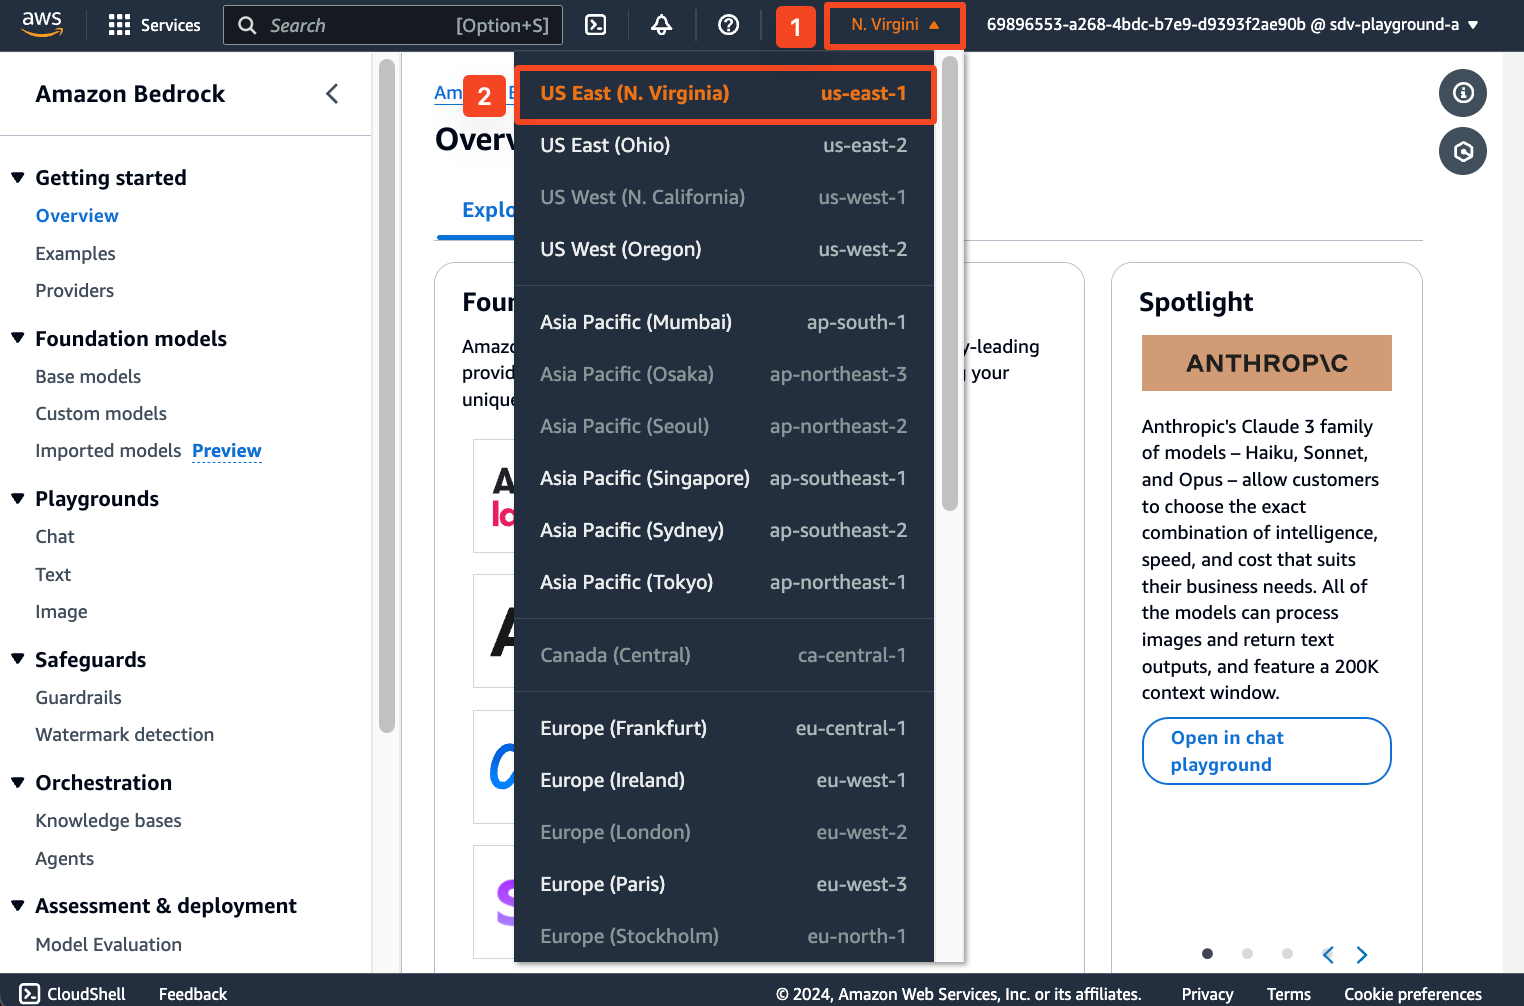 aws
Services
Search
[Option+S]
1
N. Virgini
69896553-a268-4bdc-b7e9-d9393f2ae90b @ sdv-playground-a
Amazon Bedrock
Getting started
Overview
Examples
Providers
Foundation models
Base models
Custom models
Imported models Preview
Playgrounds
Chat
Text
Image
Safeguards
Guardrails
Watermark detection
Orchestration
Knowledge bases
Agents
Assessment & deployment
Model Evaluation
2
US East (N. Virginia) us-east-1
US East (Ohio) us-east-2
US West (N. California) us-west-1
US West (Oregon) us-west-2
Asia Pacific (Mumbai) ap-south-1
Asia Pacific (Osaka) ap-northeast-3
Asia Pacific (Seoul) ap-northeast-2
Asia Pacific (Singapore) ap-southeast-1
Asia Pacific (Sydney) ap-southeast-2
Asia Pacific (Tokyo) ap-northeast-1
Canada (Central) ca-central-1
Europe (Frankfurt) eu-central-1
Europe (Ireland) eu-west-1
Europe (London) eu-west-2
Europe (Paris) eu-west-3
Europe (Stockholm) eu-north-1
Am
Overv
Explo
Foun
Amazo
y-leading
provid
your
unique
Spotlight
ANTHROP\C
Anthropic's Claude 3 family
of models – Haiku, Sonnet,
and Opus – allow customers
to choose the exact
combination of intelligence,
speed, and cost that suits
their business needs. All of
the models can process
images and return text
outputs, and feature a 200K
context window.
Open in chat
playground
CloudShell
Feedback
© 2024, Amazon Web Services, Inc. or its affiliates.
Privacy
Terms
Cookie preferences